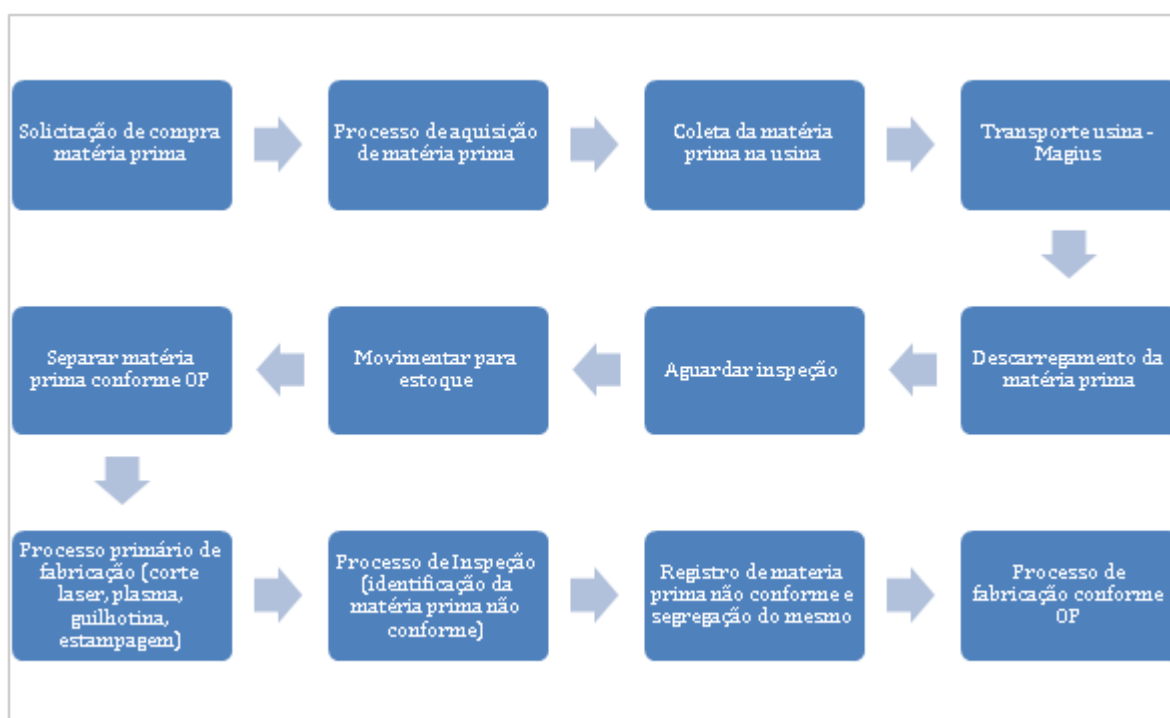 Solicitação de compra
matéria prima
Processo de aquisição
de matéria prima
Coleta da matéria
prima na usina
Transporte usina -
Magius
Descarregamento da
matéria prima
Aguardar inspeção
Movimentar para
estoque
Separar matéria
prima conforme OP
Processo primário de
fabricação (corte
laser, plasma,
guilhotina,
estampagem)
Processo de Inspeção
(identificação da
matéria prima não
conforme)
Registro de materia
prima não conforme e
segregação do mesmo
Processo de
fabricação conforme
OP